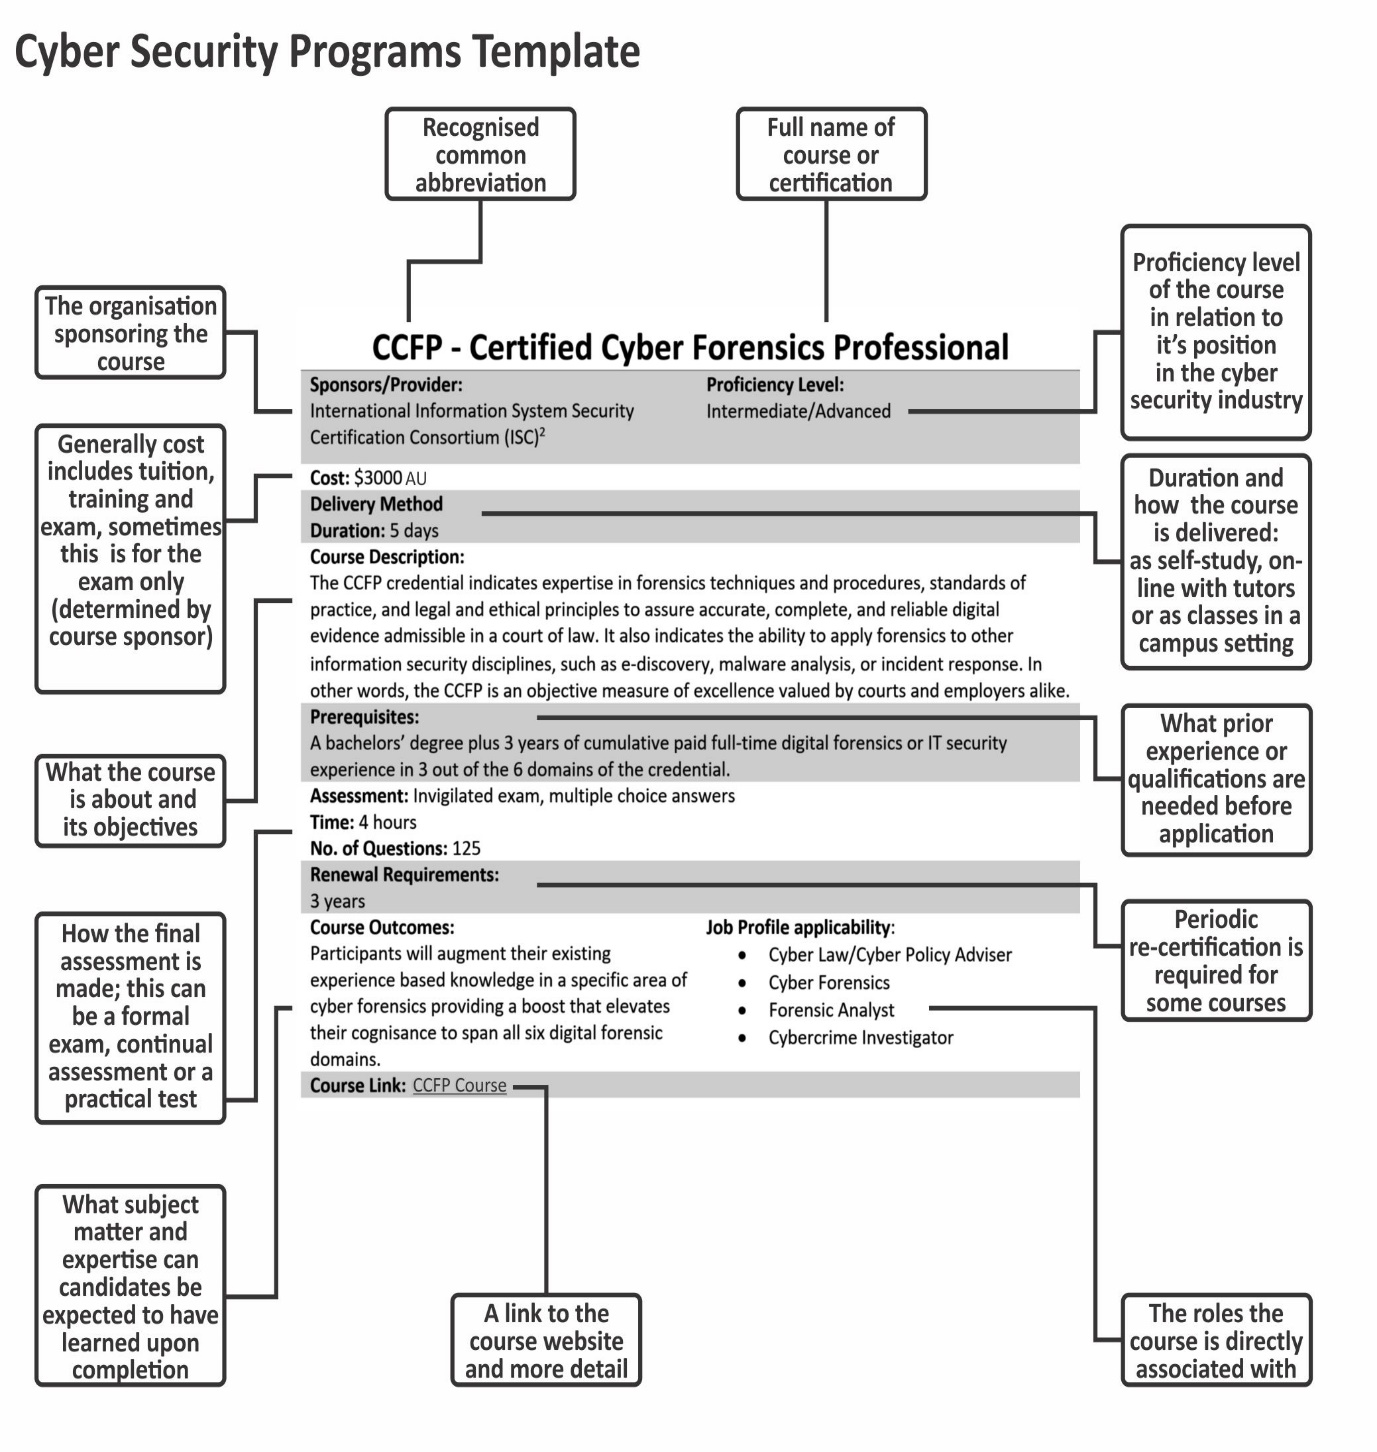 Cyber Security Programs Template
Recognised
common
abbreviation
Full name of
course or
certification
The organisation
sponsoring the
course
Generally cost
includes tuition,
training and
exam, sometimes
this is for the
exam only
(determined by
course sponsor)
What the course
is about and
its objectives
How the final
assessment is
made; this can
be a formal
exam, continual
assessment or a
practical test
What subject
matter and
expertise can
candidates be
expected to have
learned upon
completion
CCFP - Certified Cyber Forensics Professional
Sponsors/Provider:
International Information System Security
Certification Consortium (ISC)²
Proficiency Level:
Intermediate/Advanced
Cost: $3000 AU
Delivery Method
Duration: 5 days
Course Description:
The CCFP credential indicates expertise in forensics techniques and procedures, standards of
practice, and legal and ethical principles to assure accurate, complete, and reliable digital
evidence admissible in a court of law. It also indicates the ability to apply forensics to other
information security disciplines, such as e-discovery, malware analysis, or incident response. In
other words, the CCFP is an objective measure of excellence valued by courts and employers alike.
Prerequisites:
A bachelors’ degree plus 3 years of cumulative paid full-time digital forensics or IT security
experience in 3 out of the 6 domains of the credential.
Assessment: Invigilated exam, multiple choice answers
Time: 4 hours
No. of Questions: 125
Renewal Requirements:
3 years
Course Outcomes:
Participants will augment their existing
experience based knowledge in a specific area of
cyber forensics providing a boost that elevates
their cognisance to span all six digital forensic
domains.
Job Profile applicability:
• Cyber Law/Cyber Policy Adviser
• Cyber Forensics
• Forensic Analyst
• Cybercrime Investigator
Course Link: CCFP Course
Proficiency level
of the course
in relation to
it’s position
in the cyber
security industry
Duration and
how the course
is delivered:
as self-study, on-
line with tutors
or as classes in a
campus setting
What prior
experience or
qualifications are
needed before
application
Periodic
re-certification is
required for
some courses
A link to the
course website
and more detail
The roles the
course is directly
associated with